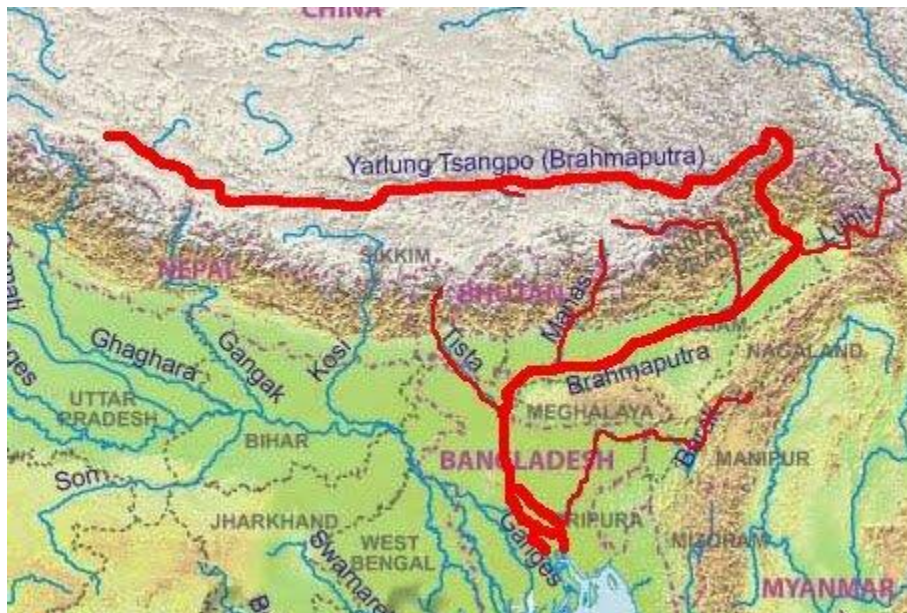 CHINA
Yarlung Tsangpo (Brahmaputra)
Lohit
SIKKIM
NEPAL
BHUTAN
Manas
Tista
Kosi
Gangak
Ghaghara
Brahmaputra
NAGALAND
UTTAR
PRADESH
MEGHALAYA
BIHAR
Barak
MANIPUR
BANGLADESH
Son
JHARKHAND
WEST
BENGAL
Ganges
RIPURA
MIZORAM
MYANMAR